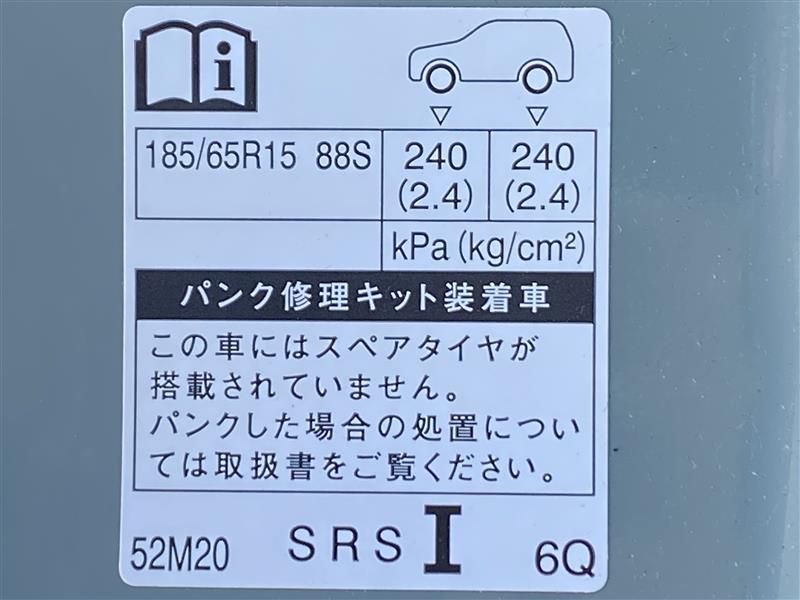 i
185/65R15 88S 240 240
(2.4) (2.4)
kPa(kg/cm²)
パンク修理キット装着車
この車にはスペアタイヤが
搭載されていません。
パンクした場合の処置につい
ては取扱書をご覧ください。
52M20 SRS I 6Q